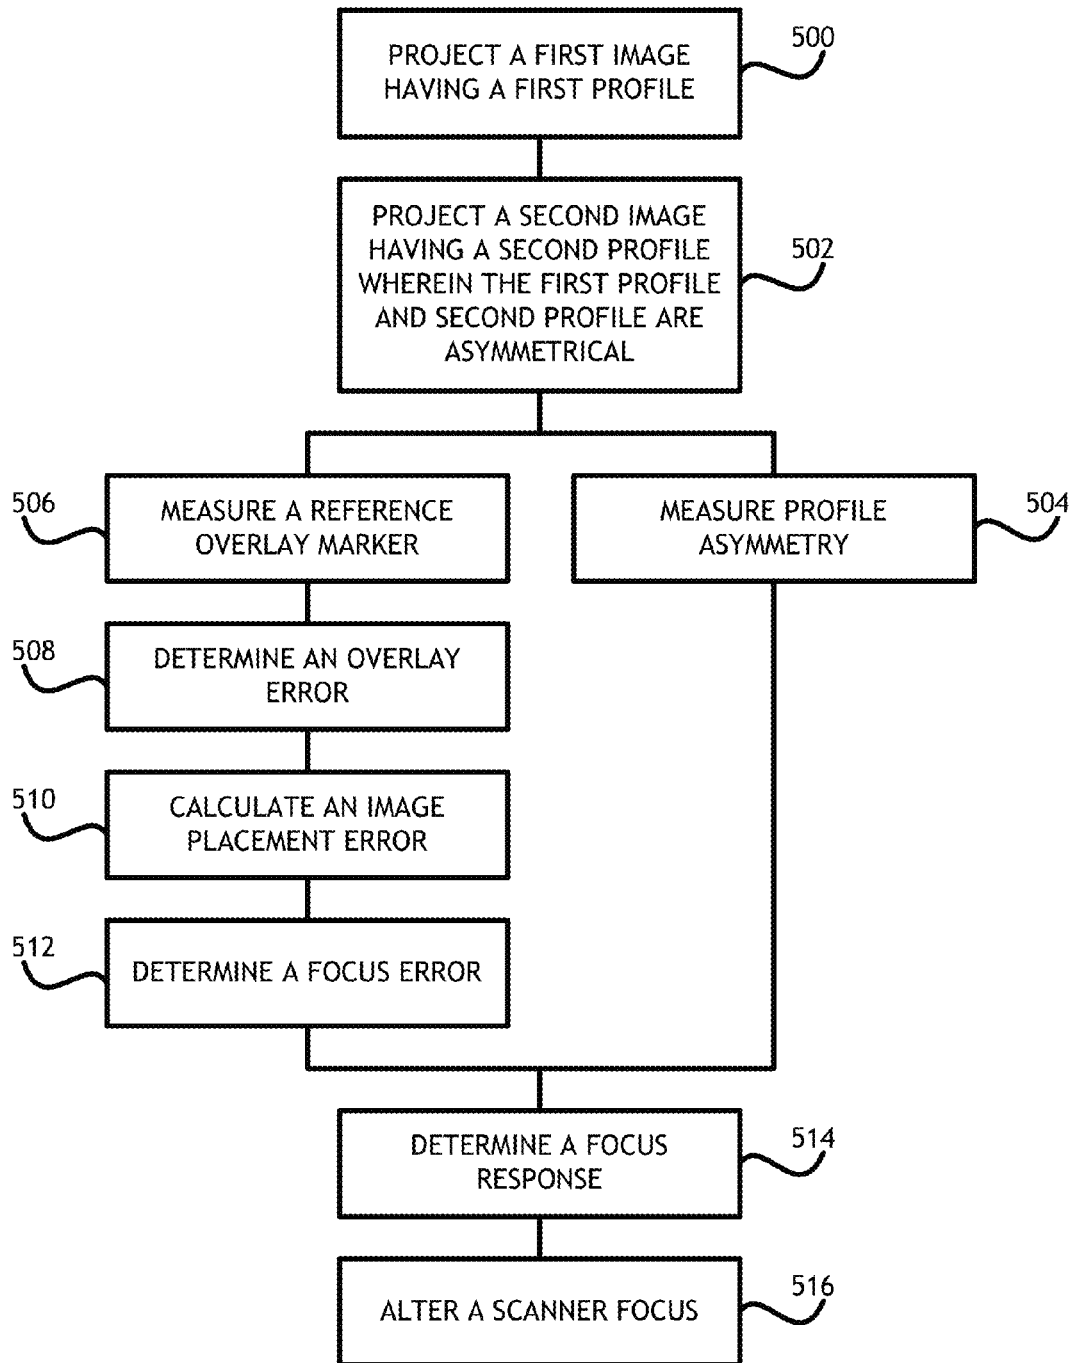 PROJECT A FIRST IMAGE
HAVING A FIRST PROFILE
500
PROJECT A SECOND IMAGE
HAVING A SECOND PROFILE
WHEREIN THE FIRST PROFILE
AND SECOND PROFILE ARE
ASYMMETRICAL
502
506
MEASURE A REFERENCE
OVERLAY MARKER
MEASURE PROFILE
ASYMMETRY
504
508
DETERMINE AN OVERLAY
ERROR
510
CALCULATE AN IMAGE
PLACEMENT ERROR
512
DETERMINE A FOCUS ERROR
DETERMINE A FOCUS
RESPONSE
514
ALTER A SCANNER FOCUS
516